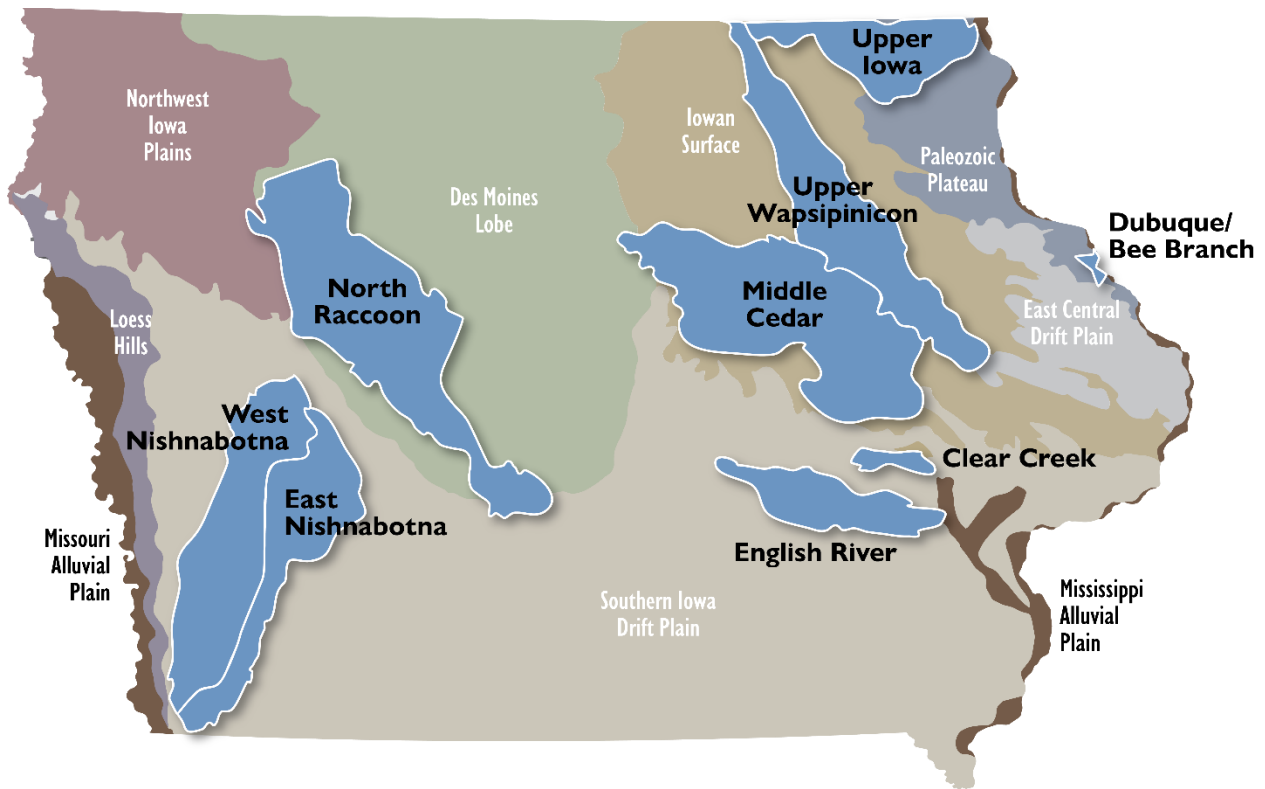 Upper
Iowa
Northwest
Iowa
Plains
Iowan
Surface
Paleozoic
Plateau
Des Moines
Lobe
Upper
Wapsipinicon
Dubuque/
Bee Branch
North
Raccoon
Middle
Cedar
Loess
Hills
East Central
Drift Plain
West
Nishnabotna
Clear Creek
East
Nishnabotna
Missouri
Alluvial
Plain
English River
Southern Iowa
Drift Plain
Mississippi
Alluvial
Plain